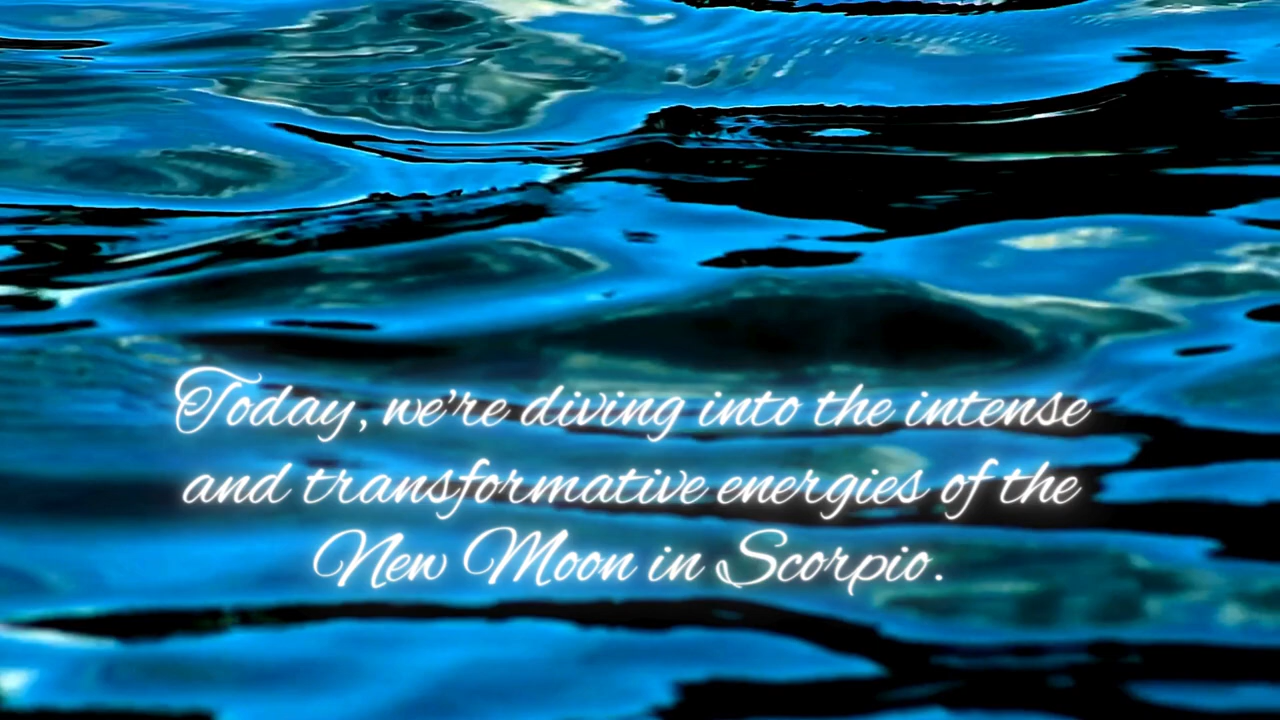 Today, we're diving into the intense
and transformative energies of the
New Moon in Scorpio.